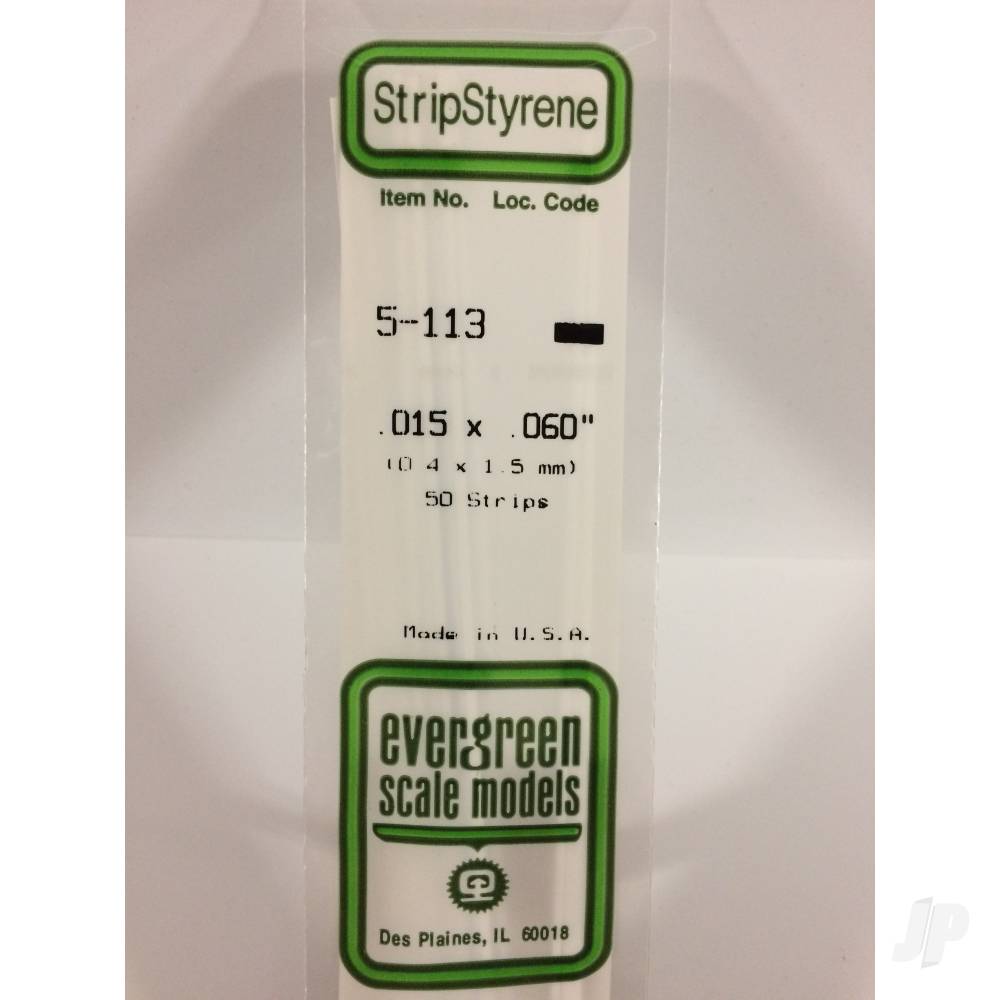 StripStyrene
Item No. Loc. Code
5-113
.015 x .060"
(0.4 x 1.5 mm)
50 Strips
Made in U.S.A.
evergreen
scale models
Des Plaines, IL 60018
JP